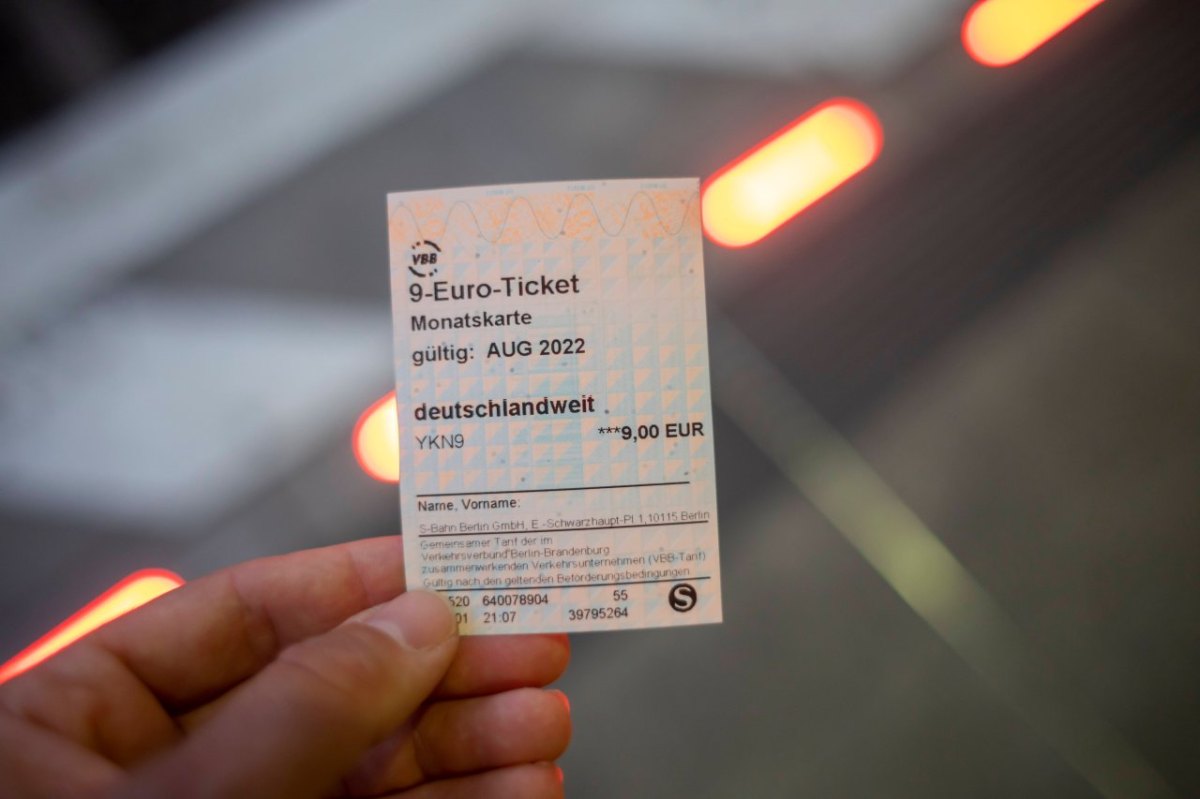 VBB
9-Euro-Ticket
Monatskarte
gültig: AUG 2022
deutschlandweit
YKN9 ***9,00 EUR
Name, Vorname:
S-Bahn Berlin GmbH, E.-Schwarzhaupt-Pl 1,10115 Berlin
Gemeinsamer Tarif der im
Verkehrsverbund Berlin-Brandenburg
zusammenwirkenden Verkehrsunternehmen (VBB-Tarif)
Gültig nach den geltenden Beförderungsbedingungen.
520 640078904 55
01 21:07 39795264
S